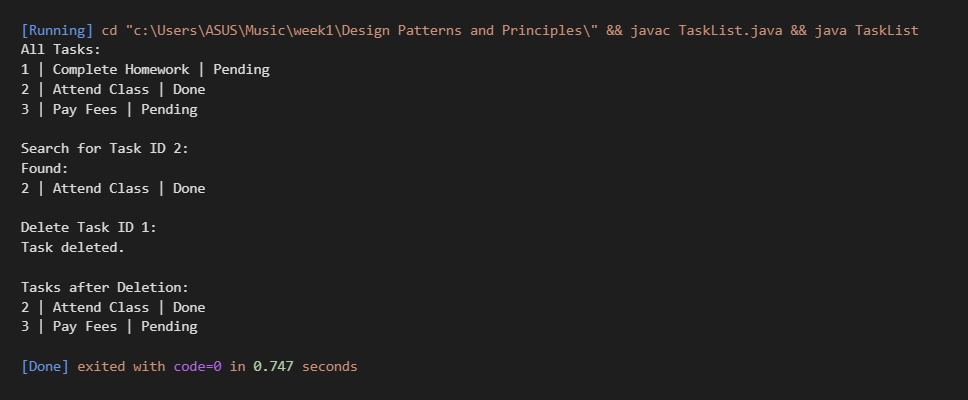 [Running] cd "c:\Users\ASUS\Music\week1\Design Patterns and Principles\" && javac TaskList.java && java TaskList
All Tasks:
1 | Complete Homework | Pending
2 | Attend Class | Done
3 | Pay Fees | Pending
Search for Task ID 2:
Found:
2 | Attend Class | Done
Delete Task ID 1:
Task deleted.
Tasks after Deletion:
2 | Attend Class | Done
3 | Pay Fees | Pending
[Done] exited with code=0 in 0.747 seconds